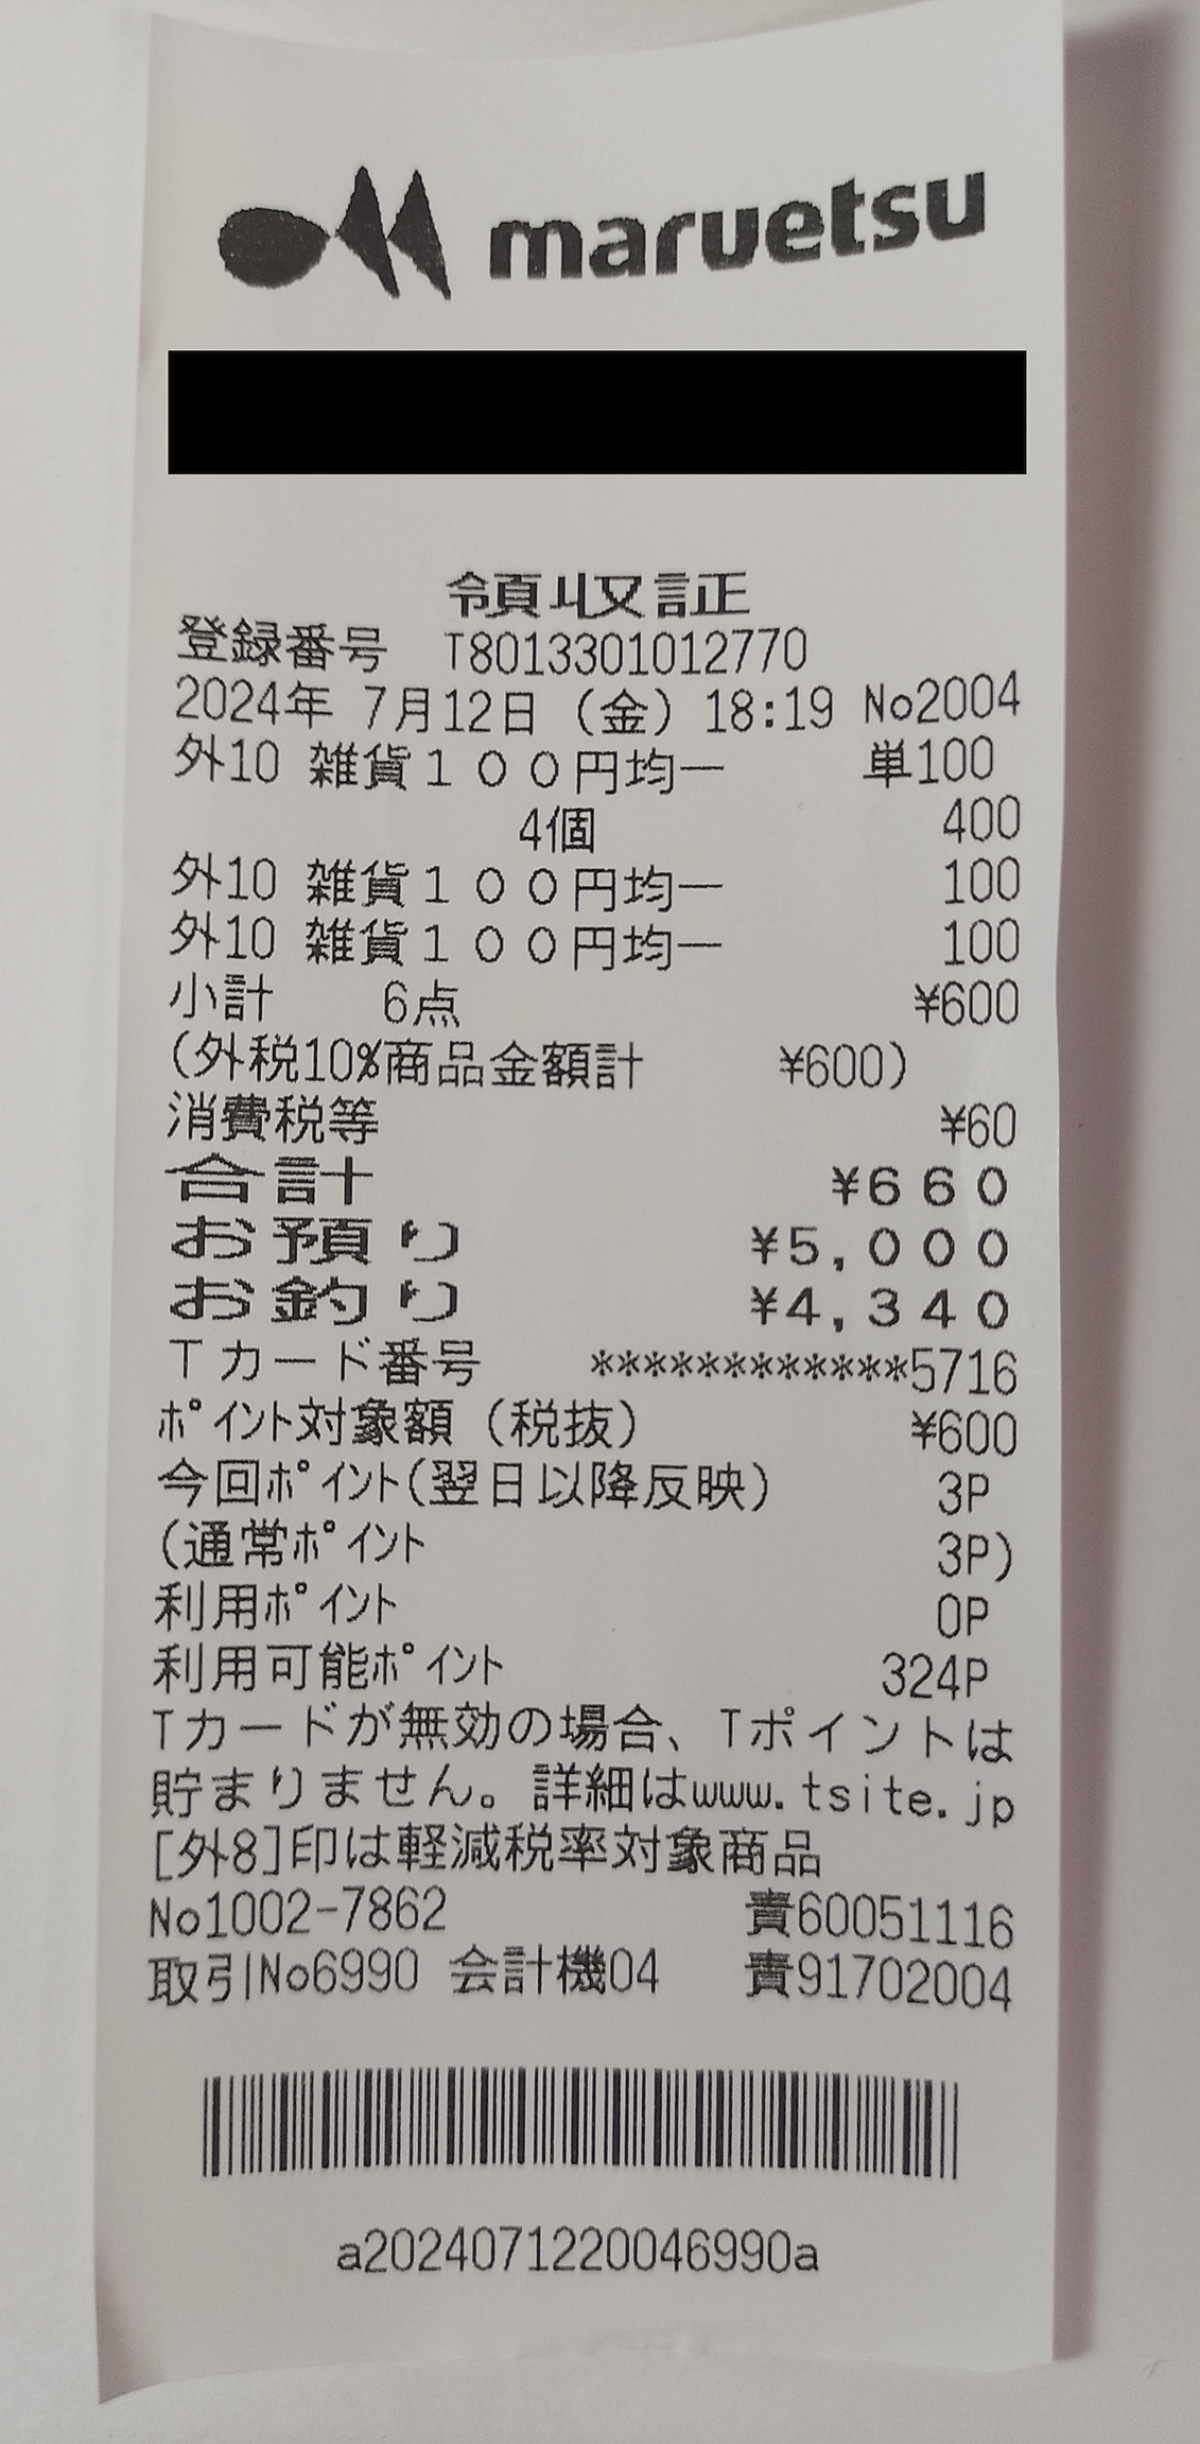 maruetsu
領収証
登録番号 T8013301012770
2024年 7月12日（金）18:19 No2004
外10 雑貨１００円均一 単100
4個 400
外10 雑貨１００円均一 100
外10 雑貨１００円均一 100
小計 6点 ¥600
(外税10%商品金額計 ¥600)
消費税等 ¥60
合計 ¥６６０
お預り ¥５,０００
お釣り ¥４,３４０
Ｔカード番号 ************5716
ﾎﾟｲﾝﾄ対象額（税抜） ¥600
今回ﾎﾟｲﾝﾄ(翌日以降反映) 3P
(通常ﾎﾟｲﾝﾄ 3P)
利用ﾎﾟｲﾝﾄ 0P
利用可能ﾎﾟｲﾝﾄ 324P
Tカードが無効の場合、Tポイントは
貯まりません。詳細はwww.tsite.jp
[外8]印は軽減税率対象商品
No1002-7862 責60051116
取引No6990 会計機04 責91702004
a2024071220046990a